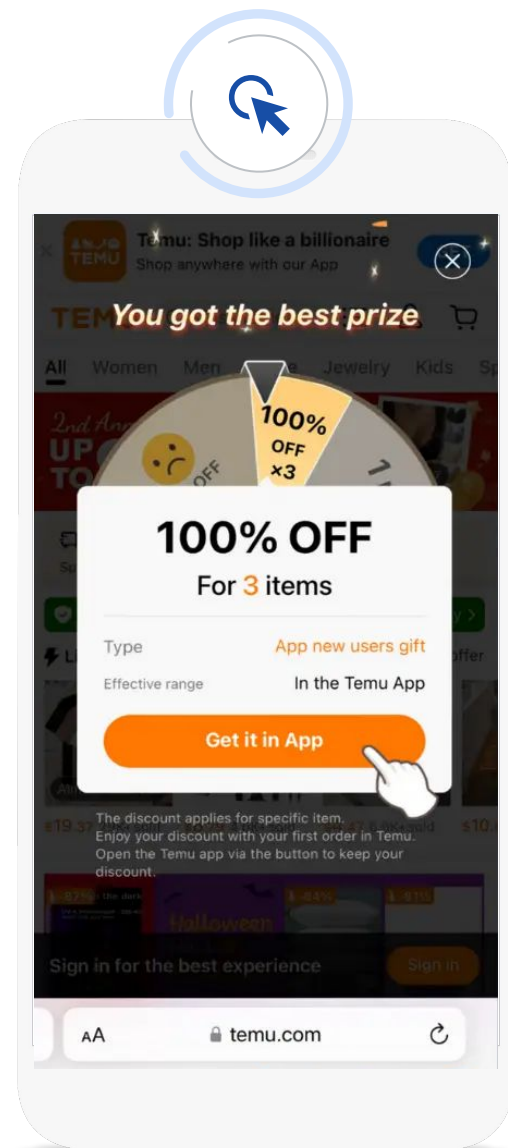 TEMU
Temu: Shop like a billionaire
Shop anywhere with our App
You got the best prize
All Women Men Jewelry Kids
2nd
UP
TO
OFF
100%
OFF
×3
100% OFF
For 3 items
Type App new users gift
Effective range In the Temu App
Get it in App
The discount applies for specific item.
Enjoy your discount with your first order in Temu.
Open the Temu app via the button to keep your
discount.
Halloween
Sign in for the best experience Sign in
AA temu.com